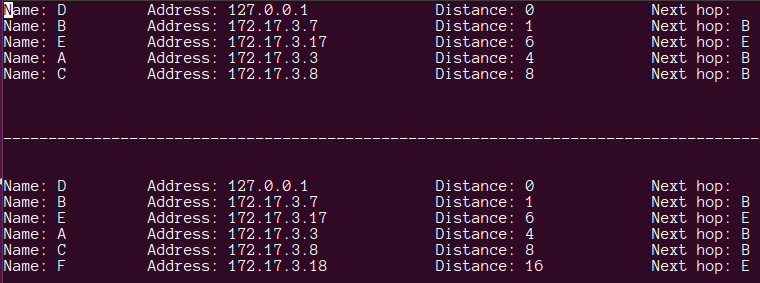 Name: D Address: 127.0.0.1 Distance: 0 Next hop:
Name: B Address: 172.17.3.7 Distance: 1 Next hop: B
Name: E Address: 172.17.3.17 Distance: 6 Next hop: E
Name: A Address: 172.17.3.3 Distance: 4 Next hop: B
Name: C Address: 172.17.3.8 Distance: 8 Next hop: B
------------------------------------------------------------------------------------
Name: D Address: 127.0.0.1 Distance: 0 Next hop:
Name: B Address: 172.17.3.7 Distance: 1 Next hop: B
Name: E Address: 172.17.3.17 Distance: 6 Next hop: E
Name: A Address: 172.17.3.3 Distance: 4 Next hop: B
Name: C Address: 172.17.3.8 Distance: 8 Next hop: B
Name: F Address: 172.17.3.18 Distance: 16 Next hop: E